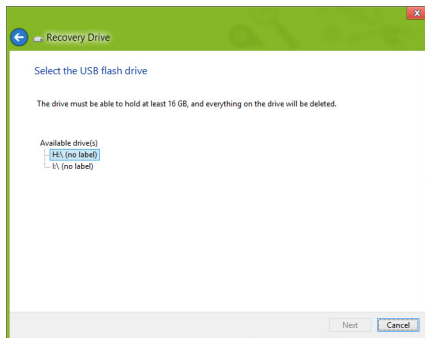 x
Recovery Drive
Select the USB flash drive
The drive must be able to hold at least 16 GB, and everything on the drive will be deleted.
Available drive(s)
H:\ (no label)
I:\ (no label)
Next Cancel